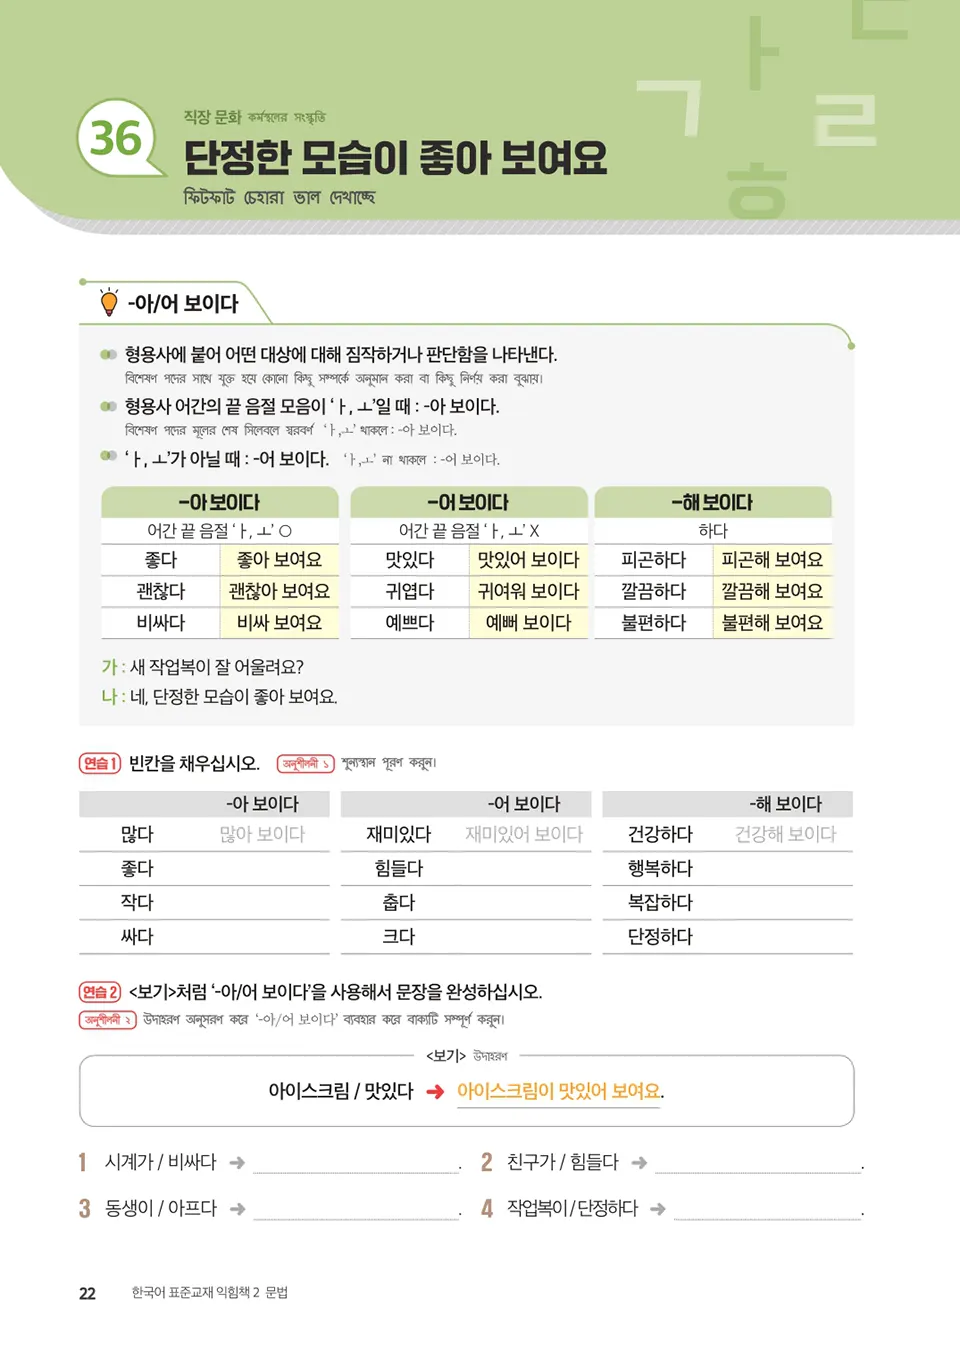 36
직장 문화 কর্মস্থলের সংস্কৃতি
단정한 모습이 좋아 보여요
ফিটফাট চেহারা ভাল দেখাচ্ছে
ㄱ ㅏ ㄹ ㄷ ㅎ
-아/어 보이다
형용사에 붙어 어떤 대상에 대해 짐작하거나 판단함을 나타낸다.
বিশেষণ পদের সাথে যুক্ত হয়ে কোনো কিছু সম্পর্কে অনুমান করা বা কিছু নির্ণয় করা বুঝায়।
형용사 어간의 끝 음절 모음이 ‘ㅏ, ㅗ’일 때 : -아 보이다.
বিশেষণ পদের মূলের শেষ সিলেবলে স্বরবর্ণ ‘ㅏ,ㅗ’ থাকলে : -아 보이다.
‘ㅏ, ㅗ’가 아닐 때 : -어 보이다. ‘ㅏ,ㅗ’ না থাকলে : -어 보이다.
-아 보이다 -어 보이다 -해 보이다
어간 끝 음절 ‘ㅏ, ㅗ’ O 어간 끝 음절 ‘ㅏ, ㅗ’ X 하다
좋다 좋아 보여요 맛있다 맛있어 보이다 피곤하다 피곤해 보여요
괜찮다 괜찮아 보여요 귀엽다 귀여워 보이다 깔끔하다 깔끔해 보여요
비싸다 비싸 보여요 예쁘다 예뻐 보이다 불편하다 불편해 보여요
가 : 새 작업복이 잘 어울려요?
나 : 네, 단정한 모습이 좋아 보여요.
연습 1 빈칸을 채우십시오. অনুশীলনী ১ শূন্যস্থান পূরণ করুন।
-아 보이다 -어 보이다 -해 보이다
많다 많아 보이다 재미있다 재미있어 보이다 건강하다 건강해 보이다
좋다 힘들다 행복하다
작다 춥다 복잡하다
싸다 크다 단정하다
연습 2 <보기>처럼 ‘-아/어 보이다’을 사용해서 문장을 완성하십시오.
অনুশীলনী ২ উদাহরণ অনুসরণ করে ‘-아/어 보이다’ ব্যবহার করে বাক্যটি সম্পূর্ণ করুন।
<보기> উদাহরণ
아이스크림 / 맛있다 ➜ 아이스크림이 맛있어 보여요.
1 시계가 / 비싸다 ➜ . 2 친구가 / 힘들다 ➜ .
3 동생이 / 아프다 ➜ . 4 작업복이 / 단정하다 ➜ .
22 한국어 표준교재 익힘책 2 문법